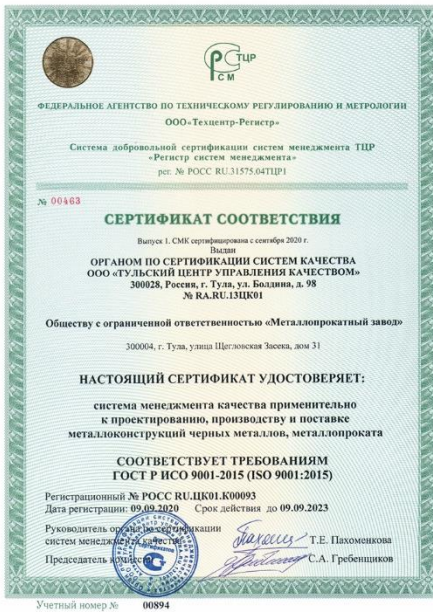 ТЦР
РСМ
ФЕДЕРАЛЬНОЕ АГЕНТСТВО ПО ТЕХНИЧЕСКОМУ РЕГУЛИРОВАНИЮ И МЕТРОЛОГИИ
ООО«Техцентр-Регистр»
Система добровольной сертификации систем менеджмента ТЦР
«Регистр систем менеджмента»
рег. № РОСС RU.31575.04ТЦР1
№ 00463
СЕРТИФИКАТ СООТВЕТСТВИЯ
Выпуск 1. СМК сертифицирована с сентября 2020 г.
Выдан
ОРГАНОМ ПО СЕРТИФИКАЦИИ СИСТЕМ КАЧЕСТВА
ООО «ТУЛЬСКИЙ ЦЕНТР УПРАВЛЕНИЯ КАЧЕСТВОМ»
300028, Россия, г. Тула, ул. Болдина, д. 98
№ RA.RU.13ЦК01
Обществу с ограниченной ответственностью «Металлопрокатный завод»
300004, г. Тула, улица Щегловская Засека, дом 31
НАСТОЯЩИЙ СЕРТИФИКАТ УДОСТОВЕРЯЕТ:
система менеджмента качества применительно
к проектированию, производству и поставке
металлоконструкций черных металлов, металлопроката
СООТВЕТСТВУЕТ ТРЕБОВАНИЯМ
ГОСТ Р ИСО 9001-2015 (ISO 9001:2015)
Регистрационный № РОСС RU.ЦК01.К00093
Дата регистрации: 09.09.2020 Срок действия до 09.09.2023
Руководитель органа по сертификации
систем менеджмента качества Т.Е. Пахоменкова
Председатель комиссии С.А. Гребенщиков
Учетный номер № 00894